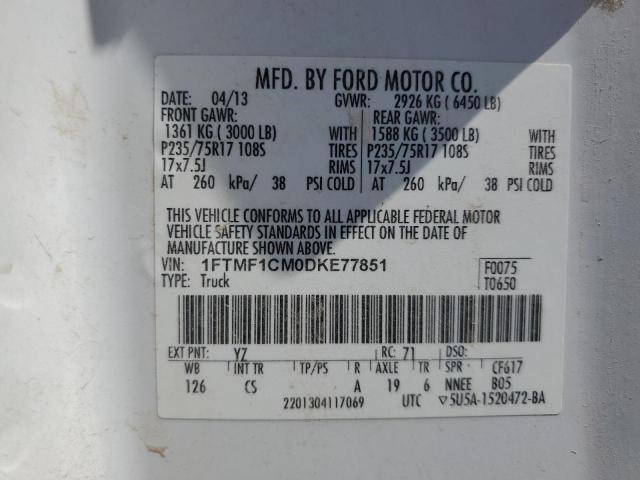 MFD. BY FORD MOTOR CO.
DATE: 04/13 GVWR: 2926 KG ( 6450 LB)
FRONT GAWR: REAR GAWR:
1361 KG ( 3000 LB) WITH 1588 KG ( 3500 LB) WITH
P235/75R17 108S TIRES P235/75R17 108S TIRES
17x7.5J RIMS 17x7.5J RIMS
AT 260 kPa/ 38 PSI COLD AT 260 kPa/ 38 PSI COLD
THIS VEHICLE CONFORMS TO ALL APPLICABLE FEDERAL MOTOR
VEHICLE SAFETY STANDARDS IN EFFECT ON THE DATE OF
MANUFACTURE SHOWN ABOVE.
VIN: 1FTMF1CM0DKE77851 F0075
TYPE: Truck T0650
EXT PNT: YZ RC: 71 DSO:
WB INT TR TP/PS R AXLE TR SPR CF617
126 CS A 19 6 NNEE B05
2201304117069 UTC ▽5U5A-1520472-BA